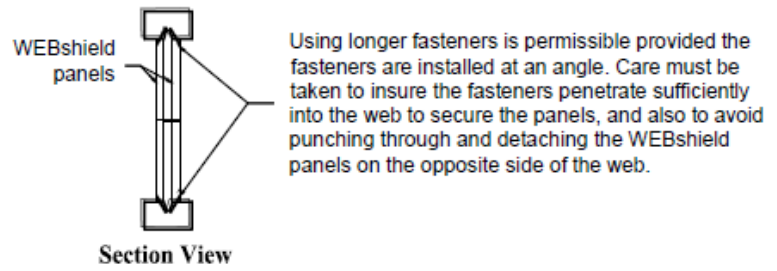 WEBshield
panels
Using longer fasteners is permissible provided the
fasteners are installed at an angle. Care must be
taken to insure the fasteners penetrate sufficiently
into the web to secure the panels, and also to avoid
punching through and detaching the WEBshield
panels on the opposite side of the web.
Section View